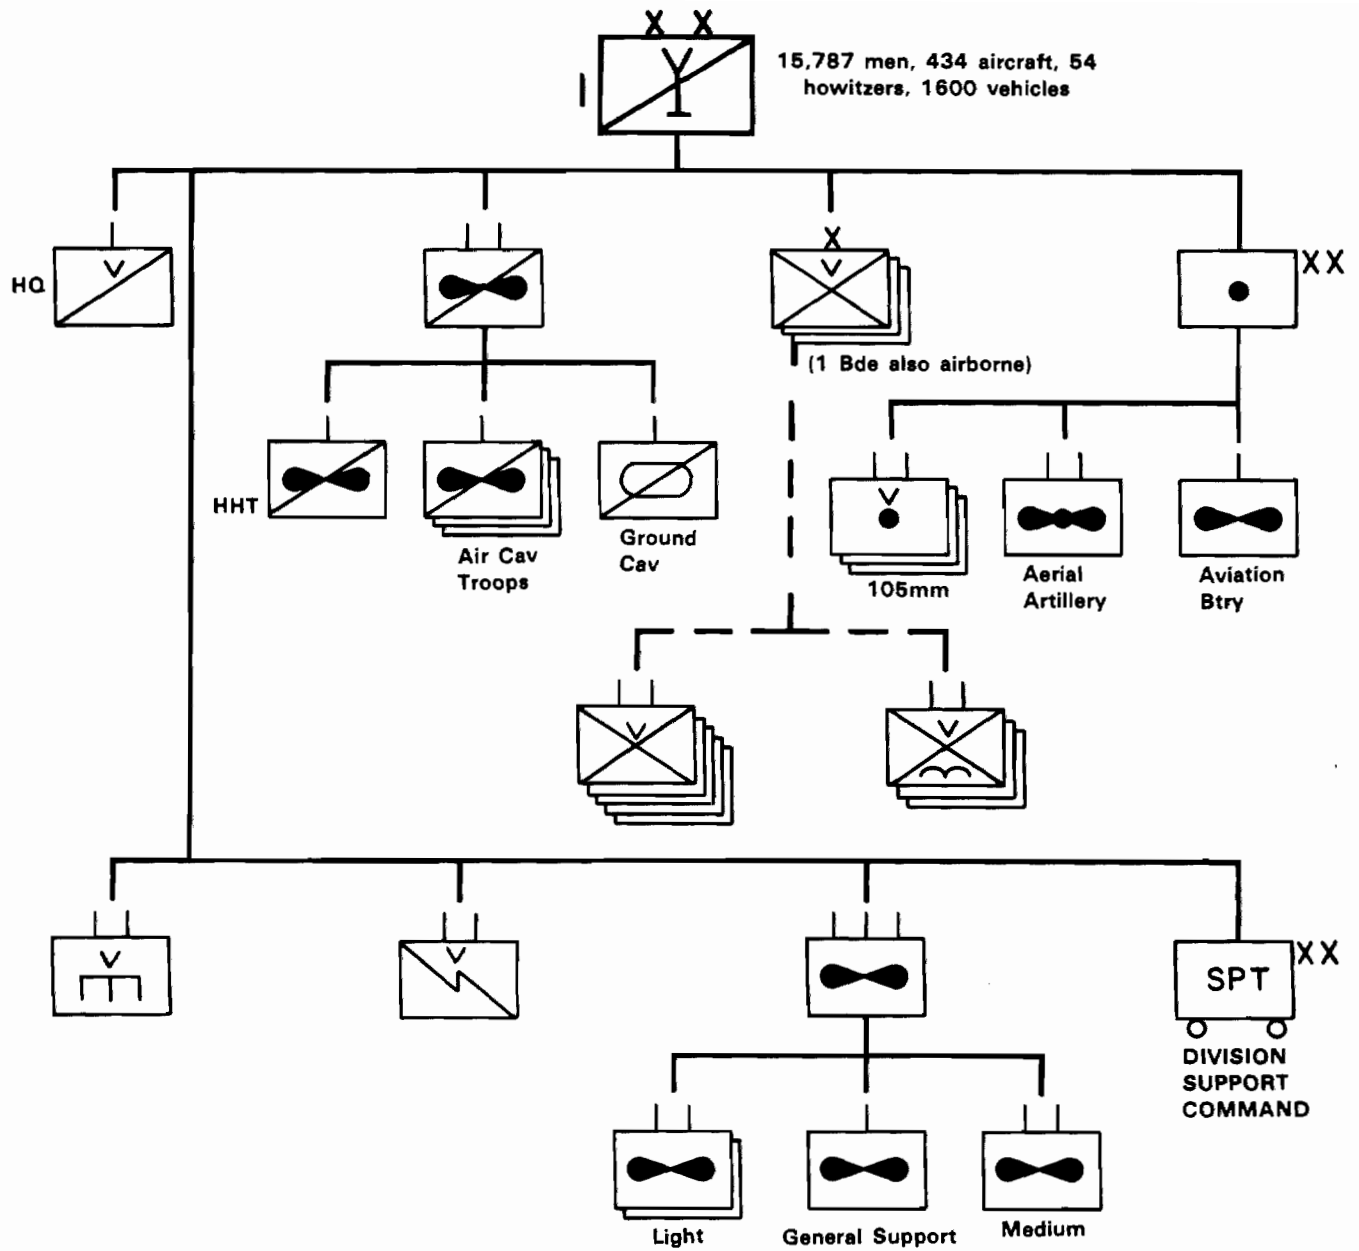 X X
15,787 men, 434 aircraft, 54
howitzers, 1600 vehicles
I
HQ
X
XX
(1 Bde also airborne)
HHT
Air Cav
Troops
Ground
Cav
105mm
Aerial
Artillery
Aviation
Btry
SPT
XX
DIVISION
SUPPORT
COMMAND
Light
General Support
Medium